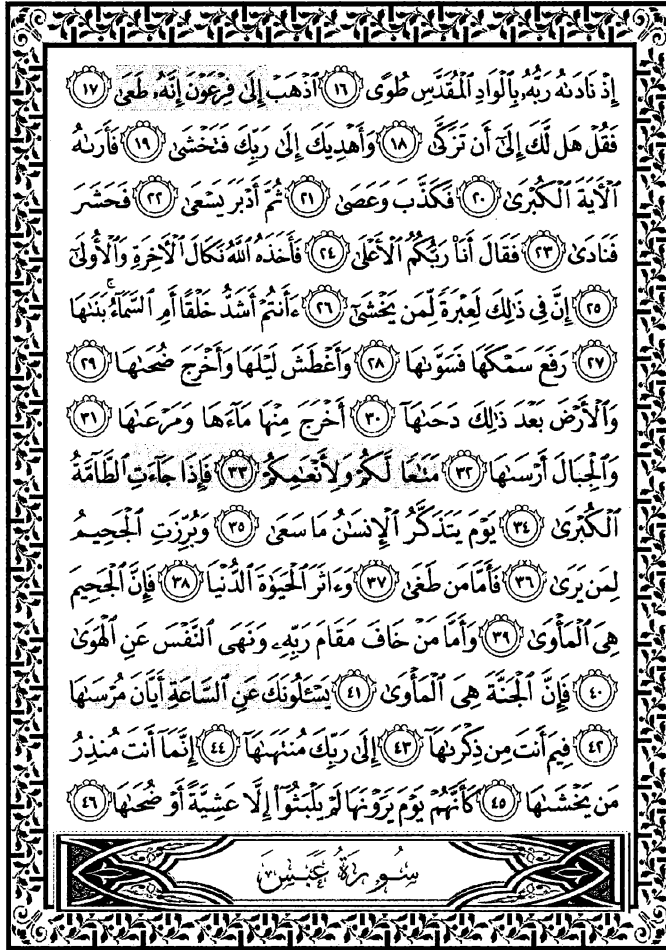 إِذْ نَادَىٰهُ رَبُّهُۥ بِالْوَادِ الْمُقَدَّسِ طُوًى ١٦ ٱذْهَبْ إِلَىٰ فِرْعَوْنَ إِنَّهُۥ طَغَىٰ ١٧
فَقُلْ هَل لَّكَ إِلَىٰٓ أَن تَزَكَّىٰ ١٨ وَأَهْدِيَكَ إِلَىٰ رَبِّكَ فَتَخْشَىٰ ١٩ فَأَرَىٰهُ
ٱلْآيَةَ ٱلْكُبْرَىٰ ٢٠ فَكَذَّبَ وَعَصَىٰ ٢١ ثُمَّ أَدْبَرَ يَسْعَىٰ ٢٢ فَحَشَرَ
فَنَادَىٰ ٢٣ فَقَالَ أَنَا۠ رَبُّكُمُ ٱلْأَعْلَىٰ ٢٤ فَأَخَذَهُ ٱللَّهُ نَكَالَ ٱلْآخِرَةِ وَٱلْأُولَىٰٓ
٢٥ إِنَّ فِى ذَٰلِكَ لَعِبْرَةً لِّمَن يَخْشَىٰٓ ٢٦ ءَأَنتُمْ أَشَدُّ خَلْقًا أَمِ ٱلسَّمَآءُ ۚ بَنَىٰهَا
٢٧ رَفَعَ سَمْكَهَا فَسَوَّىٰهَا ٢٨ وَأَغْطَشَ لَيْلَهَا وَأَخْرَجَ ضُحَىٰهَا ٢٩
وَٱلْأَرْضَ بَعْدَ ذَٰلِكَ دَحَىٰهَآ ٣٠ أَخْرَجَ مِنْهَا مَآءَهَا وَمَرْعَىٰهَا ٣١
وَٱلْجِبَالَ أَرْسَىٰهَا ٣٢ مَتَٰعًا لَّكُمْ وَلِأَنْعَٰمِكُمْ ٣٣ فَإِذَا جَآءَتِ ٱلطَّآمَّةُ
ٱلْكُبْرَىٰ ٣٤ يَوْمَ يَتَذَكَّرُ ٱلْإِنسَٰنُ مَا سَعَىٰ ٣٥ وَبُرِّزَتِ ٱلْجَحِيمُ
لِمَن يَرَىٰ ٣٦ فَأَمَّا مَن طَغَىٰ ٣٧ وَءَاثَرَ ٱلْحَيَوٰةَ ٱلدُّنْيَا ٣٨ فَإِنَّ ٱلْجَحِيمَ
هِىَ ٱلْمَأْوَىٰ ٣٩ وَأَمَّا مَنْ خَافَ مَقَامَ رَبِّهِۦ وَنَهَى ٱلنَّفْسَ عَنِ ٱلْهَوَىٰ
٤٠ فَإِنَّ ٱلْجَنَّةَ هِىَ ٱلْمَأْوَىٰ ٤١ يَسْـَٔلُونَكَ عَنِ ٱلسَّاعَةِ أَيَّانَ مُرْسَىٰهَا
٤٢ فِيمَ أَنتَ مِن ذِكْرَىٰهَآ ٤٣ إِلَىٰ رَبِّكَ مُنتَهَىٰهَآ ٤٤ إِنَّمَآ أَنتَ مُنذِرُ
مَن يَخْشَىٰهَا ٤٥ كَأَنَّهُمْ يَوْمَ يَرَوْنَهَا لَمْ يَلْبَثُوٓا۟ إِلَّا عَشِيَّةً أَوْ ضُحَىٰهَا ٤٦
سُورَةُ عَبَسَ